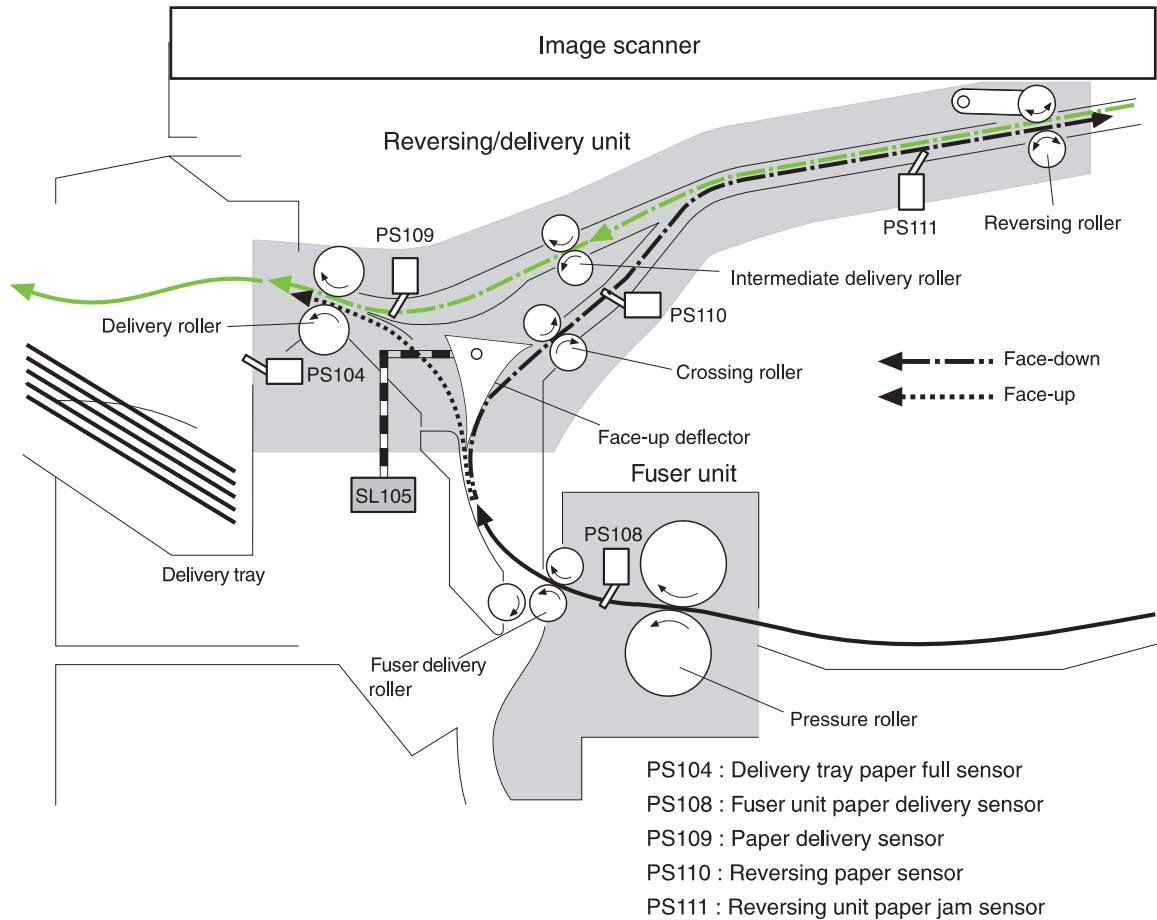 Image scanner
Reversing/delivery unit
PS109
PS111
Reversing roller
Intermediate delivery roller
Delivery roller
PS110
PS104
Crossing roller
Face-down
Face-up
Face-up deflector
Fuser unit
SL105
PS108
Delivery tray
Fuser delivery
roller
Pressure roller
PS104 : Delivery tray paper full sensor
PS108 : Fuser unit paper delivery sensor
PS109 : Paper delivery sensor
PS110 : Reversing paper sensor
PS111 : Reversing unit paper jam sensor